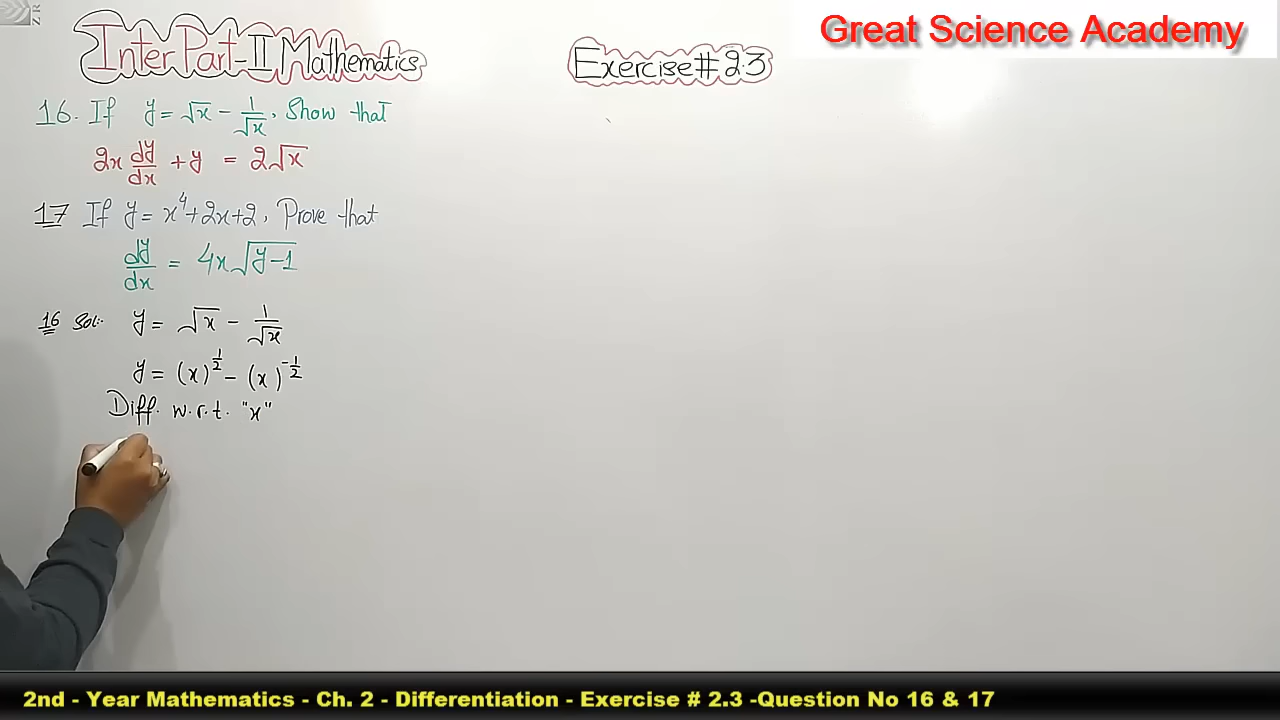 ZR
Great Science Academy
Inter Part-II Mathematics
Exercise # 2.3
16. If y = √x - 1/√x, Show that
2x dy/dx + y = 2√x
17 If y = x⁴+2x+2, Prove that
dy/dx = 4x√(y-1)
16 Sol:- y = √x - 1/√x
y = (x)^(1/2) - (x)^(-1/2)
Diff. w.r.t. "x"
2nd - Year Mathematics - Ch. 2 - Differentiation - Exercise # 2.3 -Question No 16 & 17